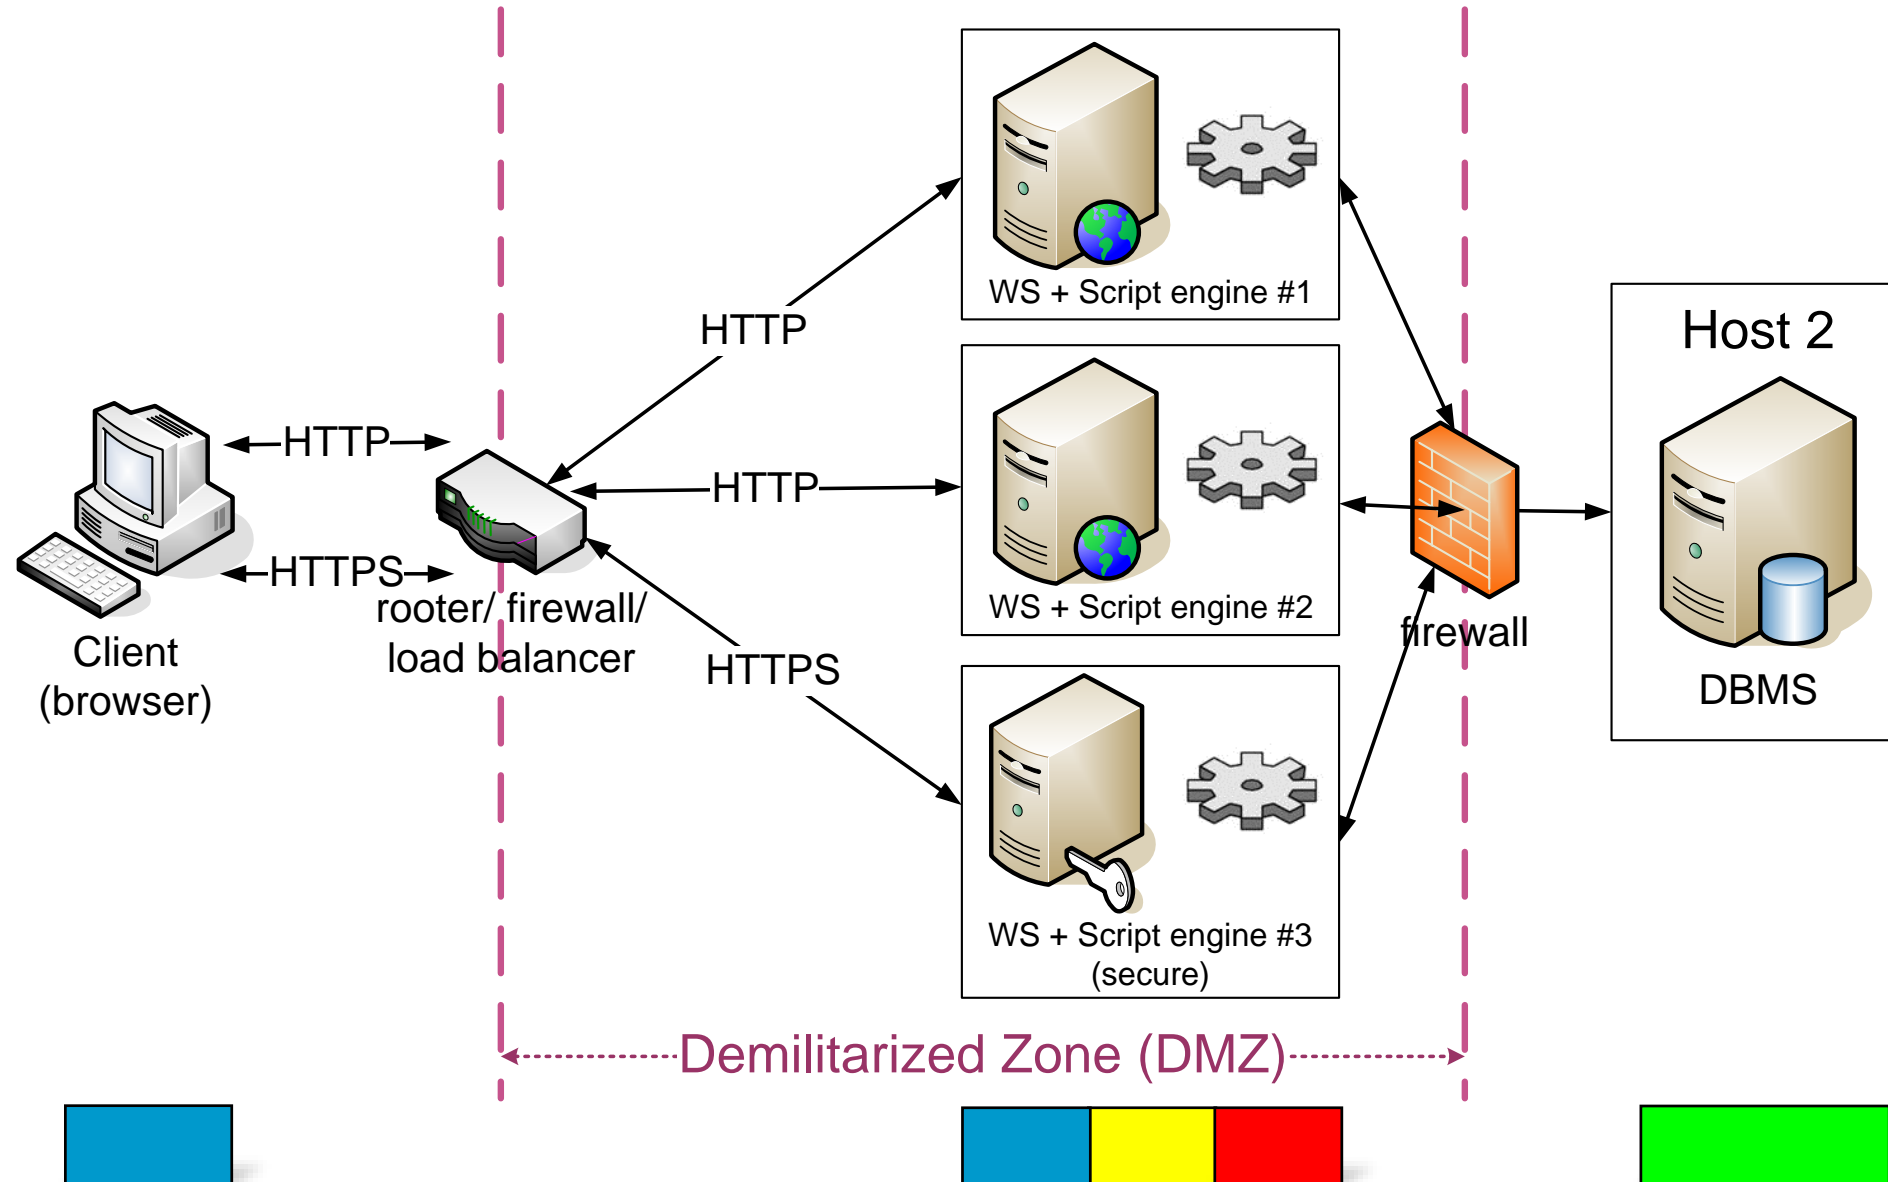 WS + Script engine #1
HTTP
Host 2
HTTP
HTTP
HTTPS
rooter/ firewall/
load balancer
WS + Script engine #2
firewall
Client
(browser)
HTTPS
DBMS
WS + Script engine #3
(secure)
Demilitarized Zone (DMZ)